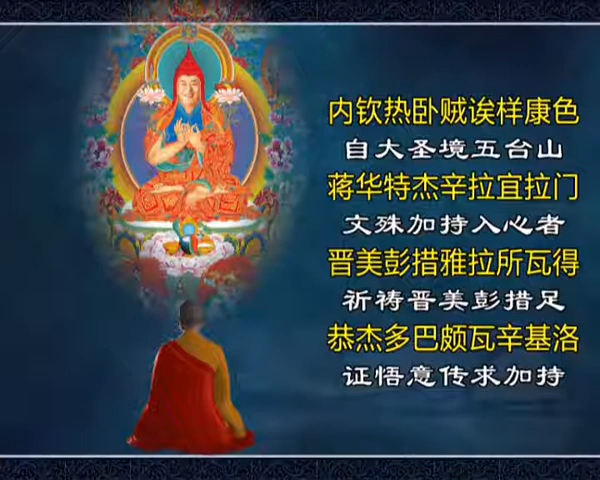 内钦热卧贼诶样康色
自大圣境五台山
蒋华特杰辛拉宜拉门
文殊加持入心者
晋美彭措雅拉所瓦得
祈祷晋美彭措足
恭杰多巴颇瓦辛基洛
证悟意传求加持